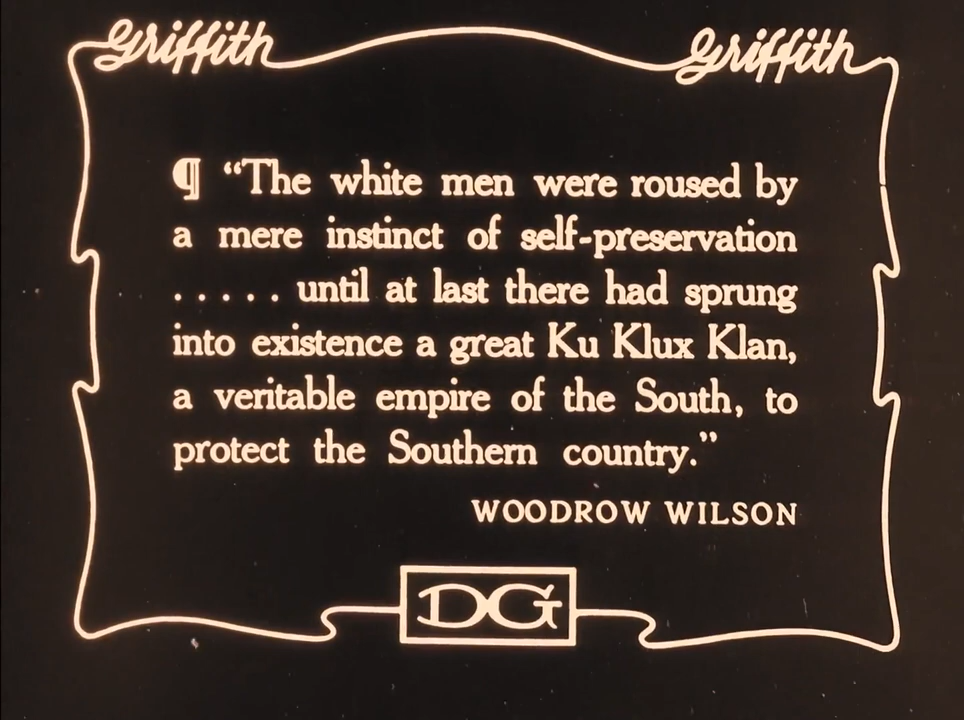 Griffith Griffith
¶ “The white men were roused by
a mere instinct of self-preservation
..... until at last there had sprung
into existence a great Ku Klux Klan,
a veritable empire of the South, to
protect the Southern country.”
WOODROW WILSON
DG